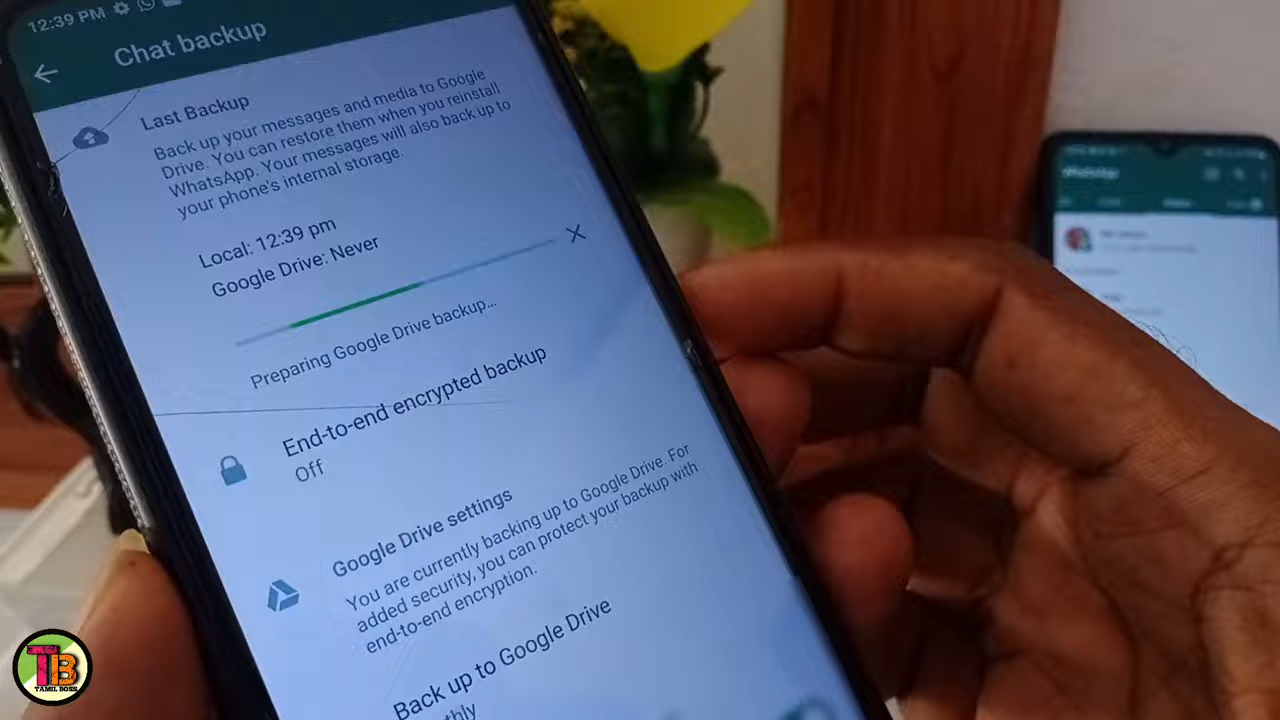 12:39 PM
Chat backup
Last Backup
Back up your messages and media to Google
Drive. You can restore them when you reinstall
WhatsApp. Your messages will also back up to
your phone's internal storage.
Local: 12:39 pm
Google Drive: Never
Preparing Google Drive backup...
End-to-end encrypted backup
Off
Google Drive settings
You are currently backing up to Google Drive. For
added security, you can protect your backup with
end-to-end encryption.
Back up to Google Drive
WhatsApp
TB
TAMIL BOSS